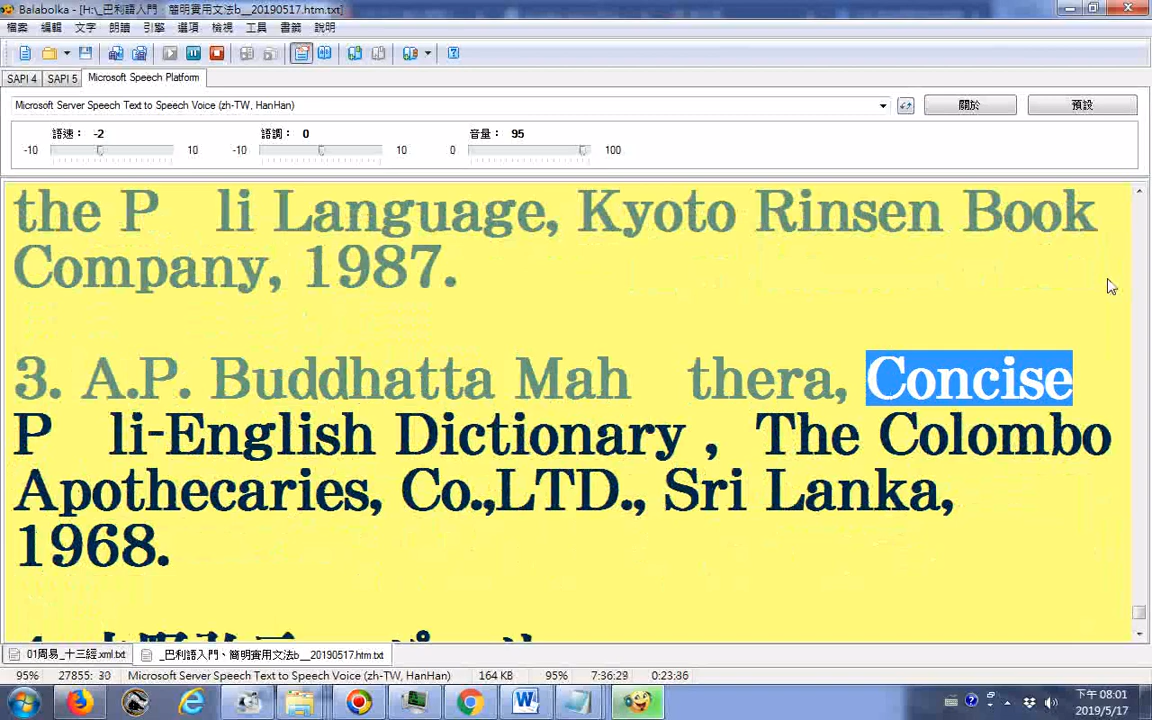 Balabolka - [H:\_巴利語入門、簡明實用文法b__20190517.htm.txt]
檔案 編輯 文字 朗讀 引擎 選項 檢視 工具 書籤 說明
SAPI 4 SAPI 5 Microsoft Speech Platform
Microsoft Server Speech Text to Speech Voice (zh-TW, HanHan) 關於 預設
語速： -2 語調： 0 音量： 95
-10 10 -10 10 0 100
the P li Language, Kyoto Rinsen Book
Company, 1987.
3. A.P. Buddhatta Mah thera, Concise
P li-English Dictionary , The Colombo
Apothecaries, Co.,LTD., Sri Lanka,
1968.
01周易_十三經.xml.txt _巴利語入門、簡明實用文法b__20190517.htm.txt
95% 27855: 30 Microsoft Server Speech Text to Speech Voice (zh-TW, HanHan) 164 KB 95% 7:36:29 0:23:36
下午 08:01
2019/5/17